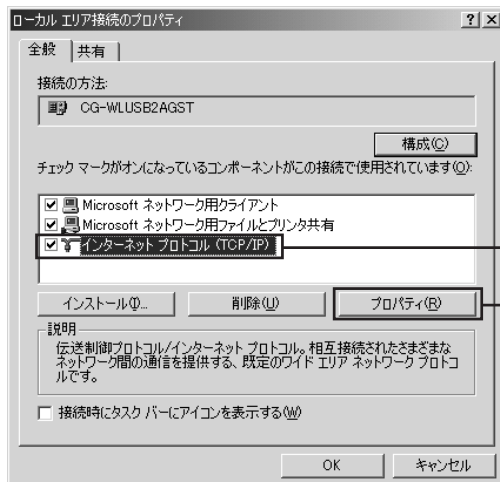 ローカル エリア接続のプロパティ
? ×
全般 共有
接続の方法:
CG-WLUSB2AGST
構成(C)
チェック マークがオンになっているコンポーネントがこの接続で使用されています(O):
Microsoft ネットワーク用クライアント
Microsoft ネットワーク用ファイルとプリンタ共有
インターネット プロトコル (TCP/IP)
インストール(I)... 削除(U) プロパティ(R)
説明
伝送制御プロトコル/インターネット プロトコル。相互接続されたさまざまな
ネットワーク間の通信を提供する、既定のワイド エリア ネットワーク プロトコ
ルです。
接続時にタスク バーにアイコンを表示する(W)
OK キャンセル